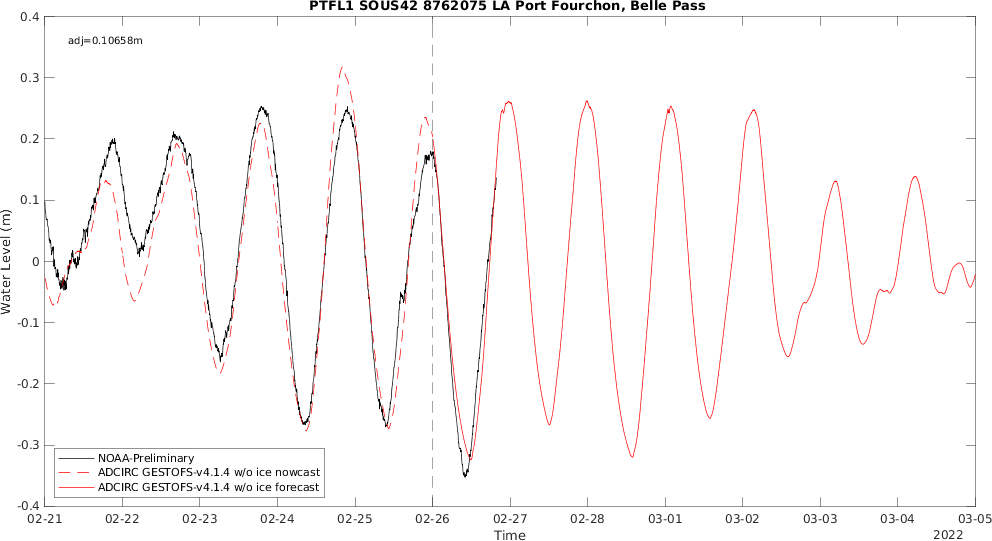 PTFL1 SOUS42 8762075 LA Port Fourchon, Belle Pass
adj=0.10658m
0.4
0.3
0.2
0.1
0
-0.1
-0.2
-0.3
-0.4
Water Level (m)
NOAA-Preliminary
ADCIRC GESTOFS-v4.1.4 w/o ice nowcast
ADCIRC GESTOFS-v4.1.4 w/o ice forecast
02-21 02-22 02-23 02-24 02-25 02-26 02-27 02-28 03-01 03-02 03-03 03-04 03-05
Time
2022